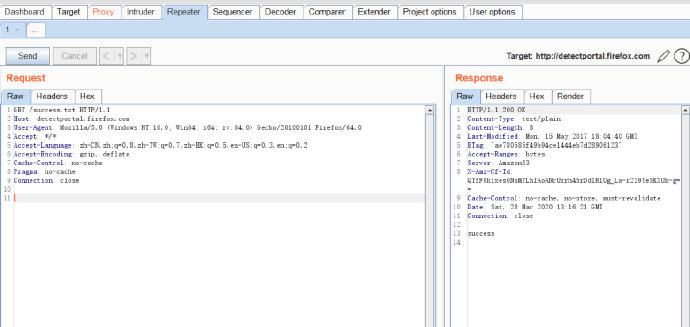 Dashboard Target Proxy Intruder Repeater Sequencer Decoder Comparer Extender Project options User options
1 ...
Send Cancel < > Target: http://detectportal.firefox.com ?
Request
Raw Headers Hex
1 GET /success.txt HTTP/1.1
2 Host: detectportal.firefox.com
3 User-Agent: Mozilla/5.0 (Windows NT 10.0; Win64; x64; rv:64.0) Gecko/20100101 Firefox/64.0
4 Accept: */*
5 Accept-Language: zh-CN,zh;q=0.8,zh-TW;q=0.7,zh-HK;q=0.5,en-US;q=0.3,en;q=0.2
6 Accept-Encoding: gzip, deflate
7 Cache-Control: no-cache
8 Pragma: no-cache
9 Connection: close
10
11
Response
Raw Headers Hex Render
1 HTTP/1.1 200 OK
2 Content-Type: text/plain
3 Content-Length: 8
4 Last-Modified: Mon, 15 May 2017 18:04:40 GMT
5 ETag: "ae780585f49b94ce1444eb7d28906123"
6 Accept-Ranges: bytes
7 Server: AmazonS3
8 X-Amz-Cf-Id:
=
9 Cache-Control: no-cache, no-store, must-revalidate
10 Date: Sat, 28 Mar 2020 13:16:21 GMT
11 Connection: close
12
13 success
14